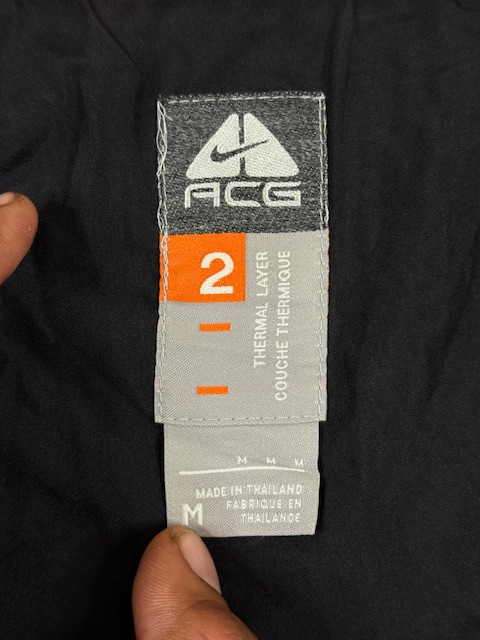 ACG
2
THERMAL LAYER
COUCHE THERMIQUE
M M M
MADE IN THAILAND
FABRIQUE EN
THAILANDE
M